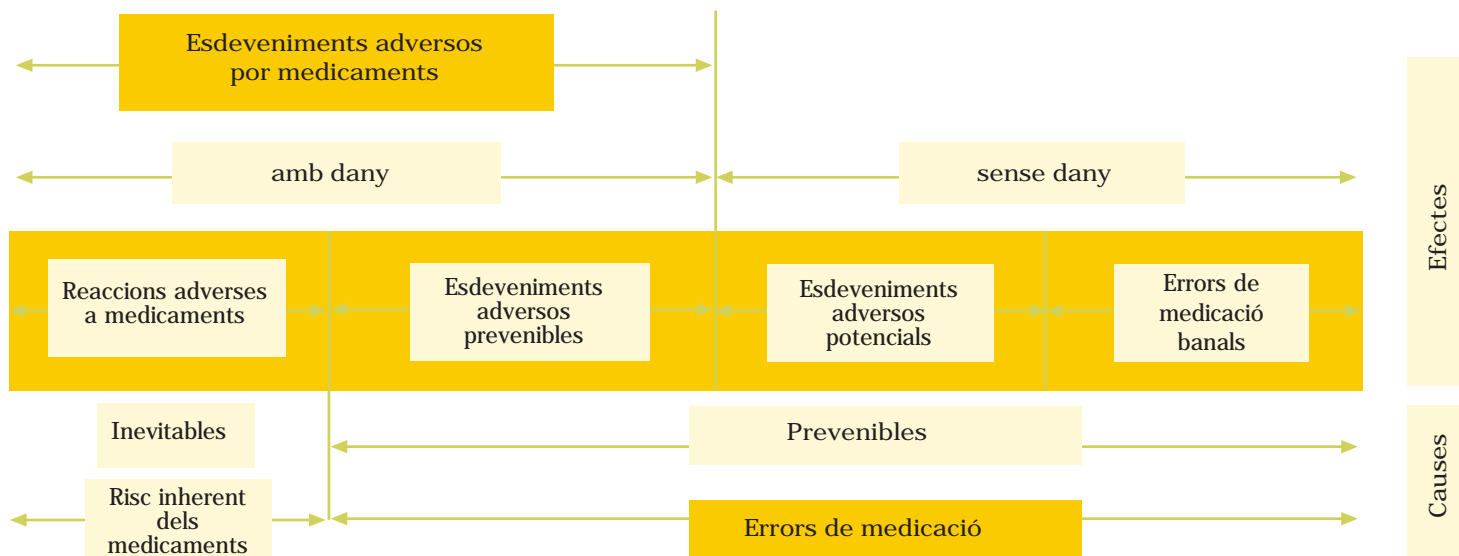 Esdeveniments adversos
por medicaments
amb dany
sense dany
Efectes
Reaccions adverses
a medicaments
Esdeveniments
adversos
prevenibles
Esdeveniments
adversos
potencials
Errors de
medicació
banals
Inevitables
Prevenibles
Causes
Risc inherent
dels
medicaments
Errors de medicació